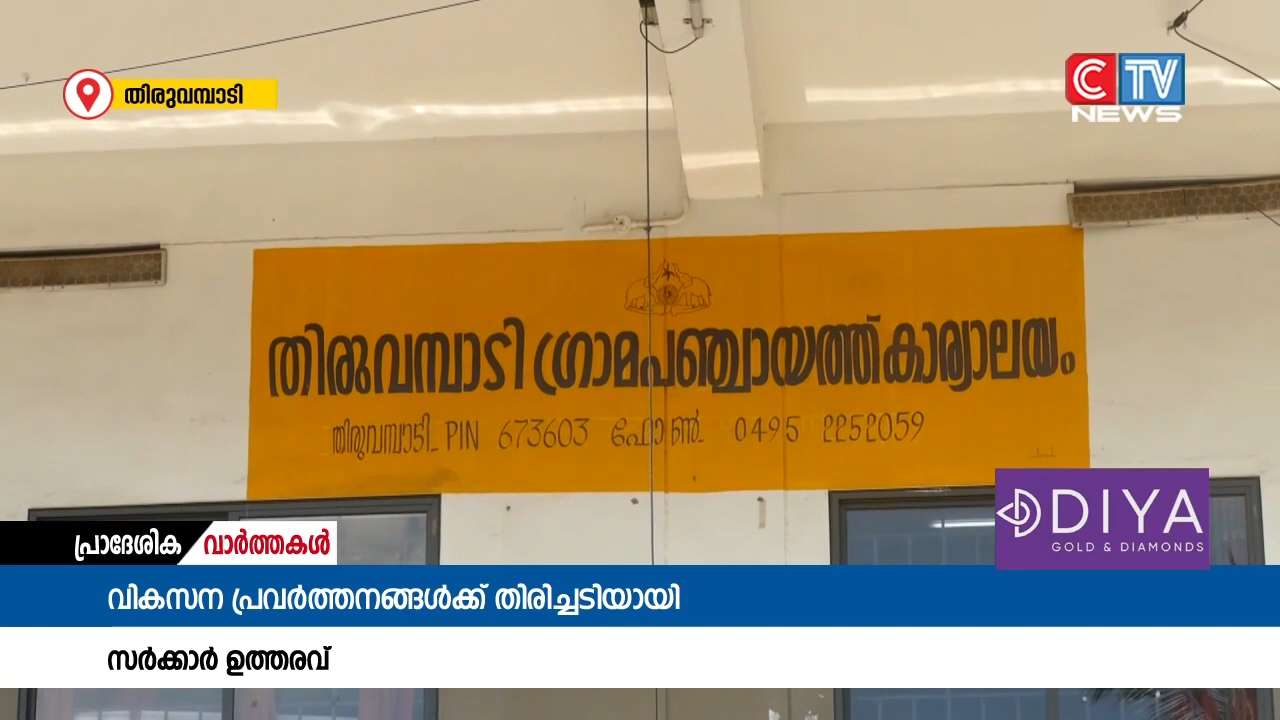 തിരുവമ്പാടി
CTV
NEWS
തിരുവമ്പാടി ഗ്രാമപഞ്ചായത്ത് കാര്യാലയം
തിരുവമ്പാടി_ PIN 673603 ഫോൺ_ 0495 2252059
DIYA
GOLD & DIAMONDS
പ്രാദേശിക വാർത്തകൾ
വികസന പ്രവർത്തനങ്ങൾക്ക് തിരിച്ചടിയായി
സർക്കാർ ഉത്തരവ്